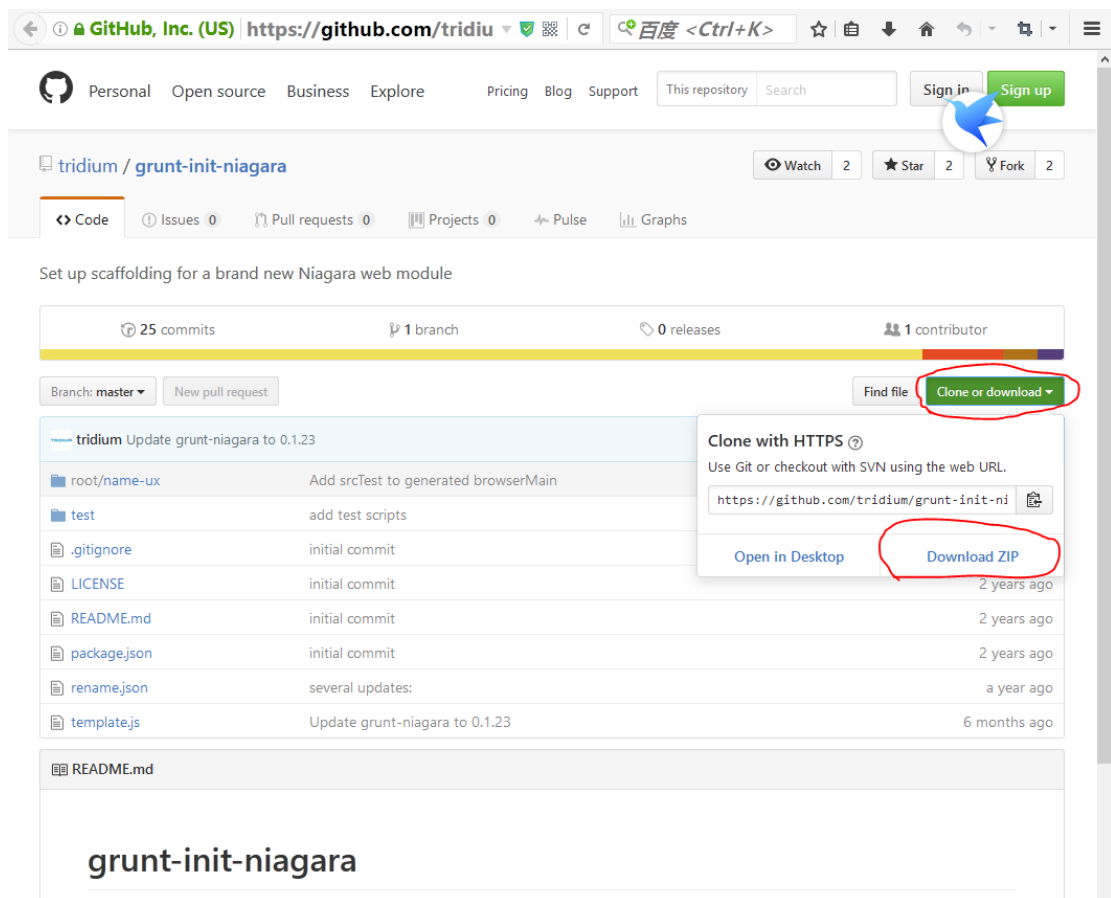 GitHub, Inc. (US) https://github.com/tridiu 百度 <Ctrl+K>
Personal Open source Business Explore Pricing Blog Support This repository Search Sign in Sign up
tridium / grunt-init-niagara Watch 2 Star 2 Fork 2
Code Issues 0 Pull requests 0 Projects 0 Pulse Graphs
Set up scaffolding for a brand new Niagara web module
25 commits 1 branch 0 releases 1 contributor
Branch: master New pull request Find file Clone or download
tridium Update grunt-niagara to 0.1.23
Clone with HTTPS
Use Git or checkout with SVN using the web URL.
https://github.com/tridium/grunt-init-ni
Open in Desktop Download ZIP
root/name-ux Add srcTest to generated browserMain
test add test scripts
.gitignore initial commit
LICENSE initial commit 2 years ago
README.md initial commit 2 years ago
package.json initial commit 2 years ago
rename.json several updates: a year ago
template.js Update grunt-niagara to 0.1.23 6 months ago
README.md
grunt-init-niagara